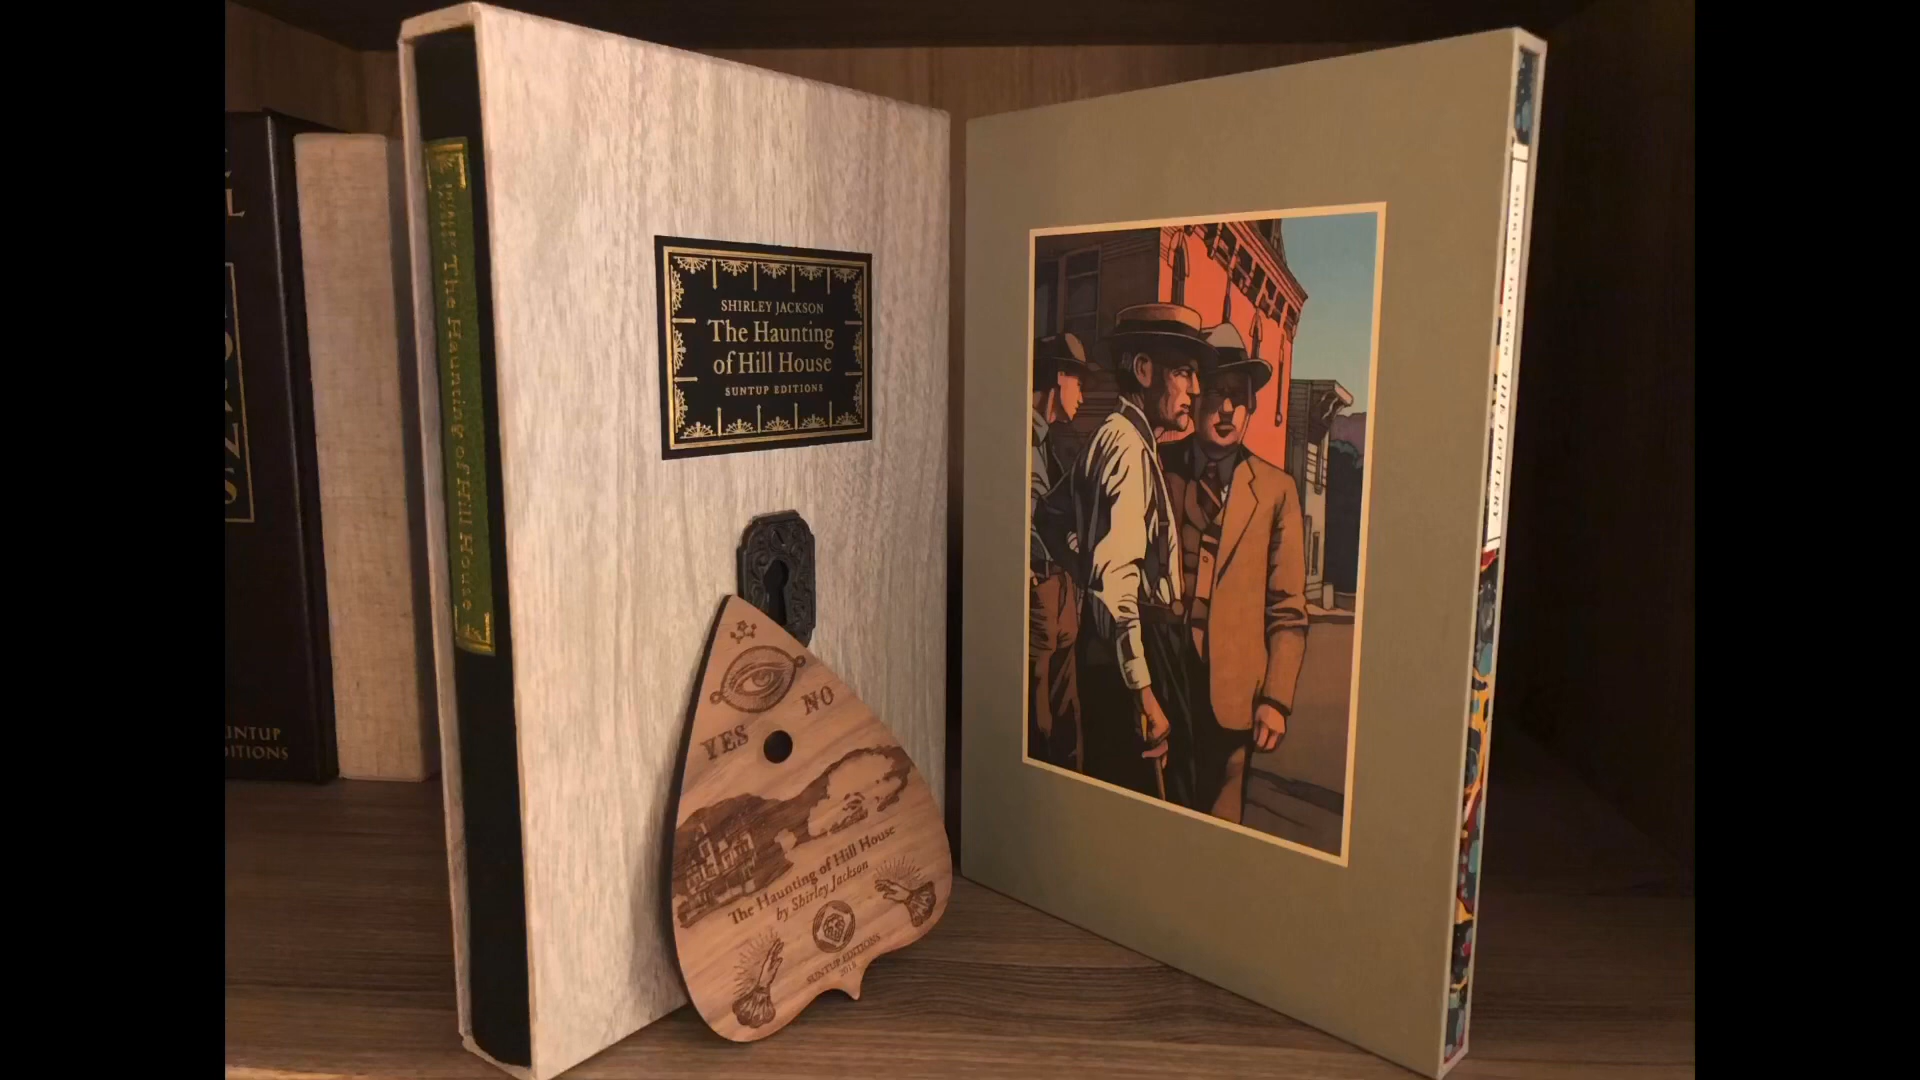 L
S
UNTUP
DITIONS
The Haunting of Hill House
SHIRLEY JACKSON
The Haunting
of Hill House
SUNTUP EDITIONS
YES
NO
The Haunting of Hill House
by Shirley Jackson
SUNTUP EDITIONS
2018
SHIRLEY JACKSON THE LOTTERY